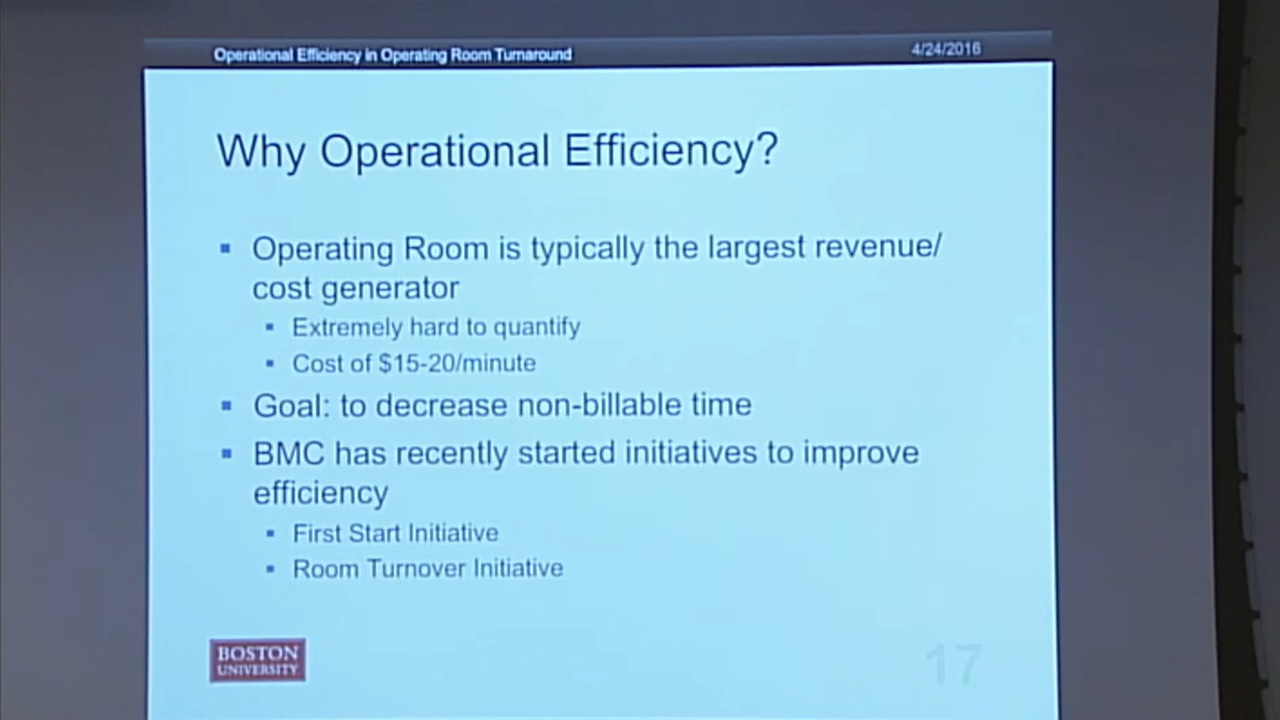 Operational Efficiency in Operating Room Turnaround
4/24/2016
Why Operational Efficiency?
▪ Operating Room is typically the largest revenue/
cost generator
▪ Extremely hard to quantify
▪ Cost of $15-20/minute
▪ Goal: to decrease non-billable time
▪ BMC has recently started initiatives to improve
efficiency
▪ First Start Initiative
▪ Room Turnover Initiative
BOSTON
UNIVERSITY
17